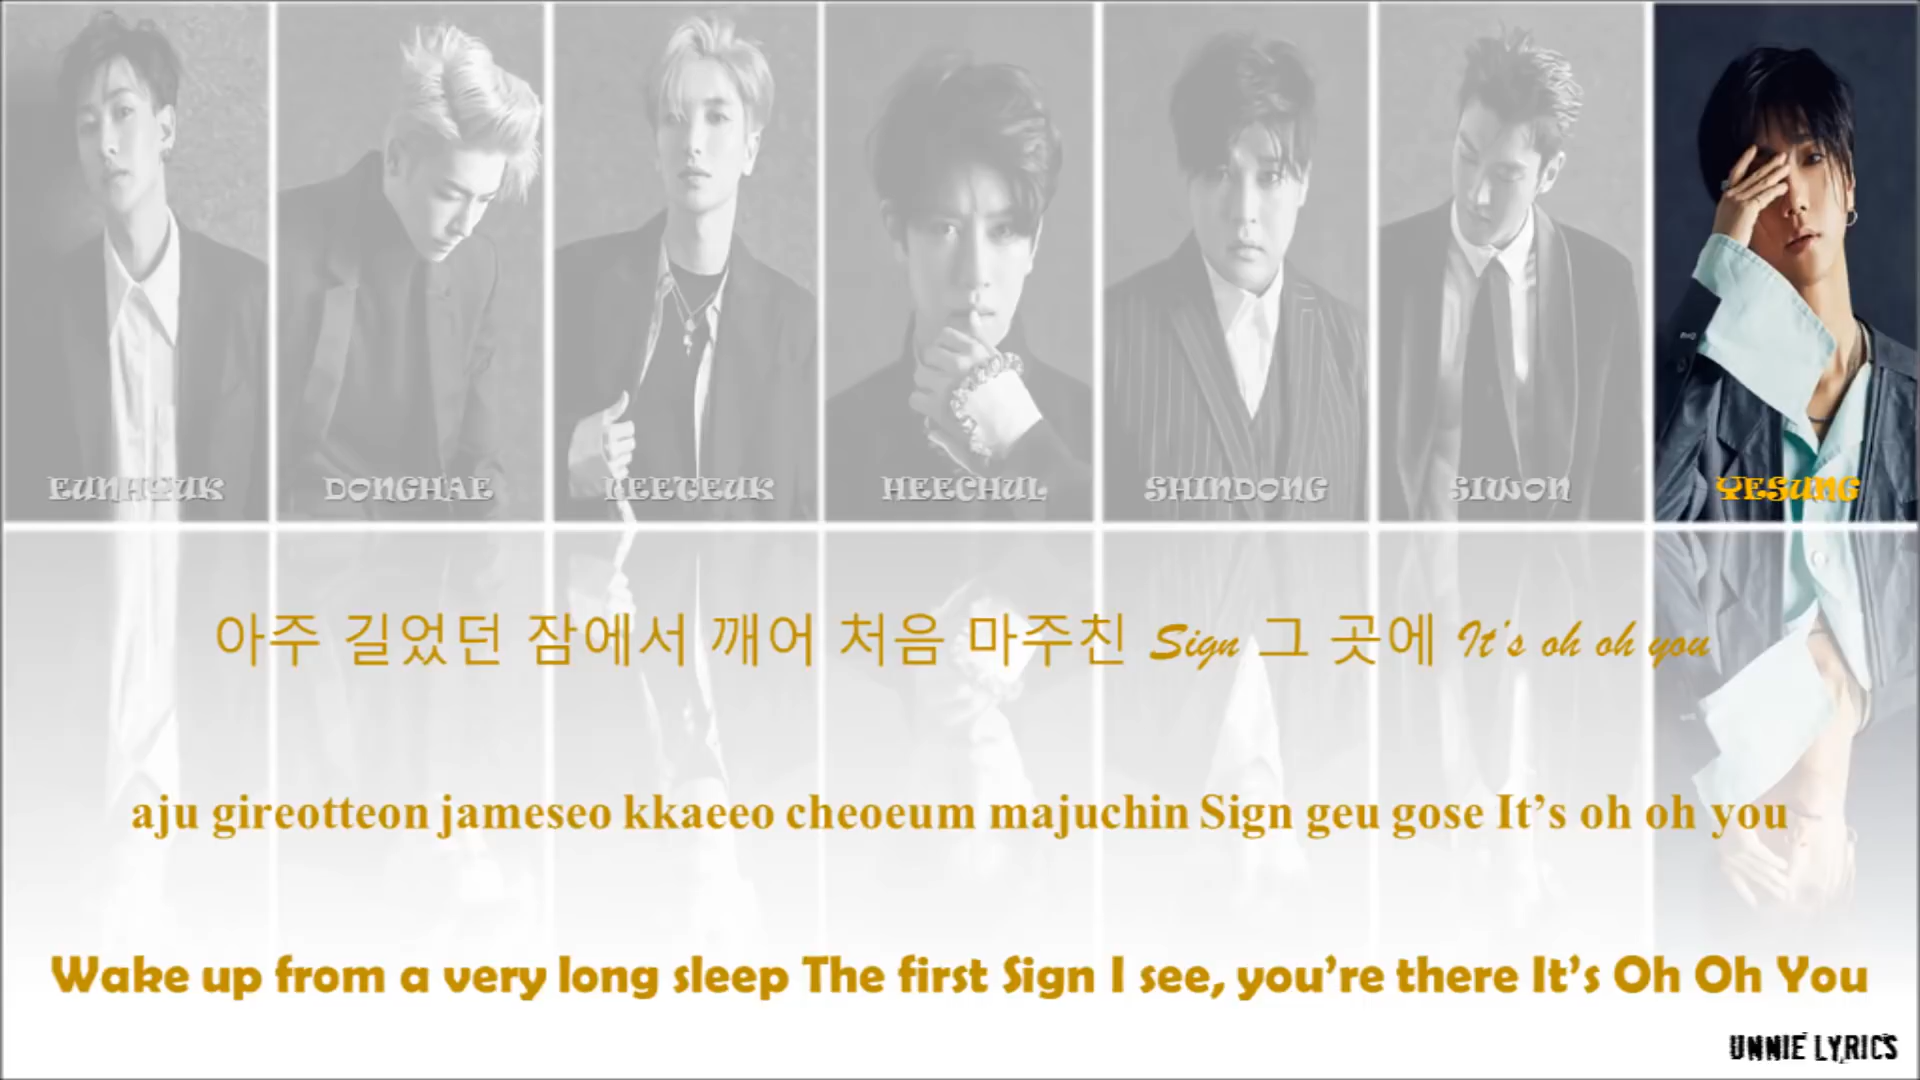 EUNHYUK
DONGHAE
LEETEUK
HEECHUL
SHINDONG
SIWON
YESUNG
아주 길었던 잠에서 깨어 처음 마주친 Sign 그 곳에 It's oh oh you
aju gireotteon jameseo kkaeeo cheoeum majuchin Sign geu gose It’s oh oh you
Wake up from a very long sleep The first Sign I see, you’re there It’s Oh Oh You
UNNIE LYRICS